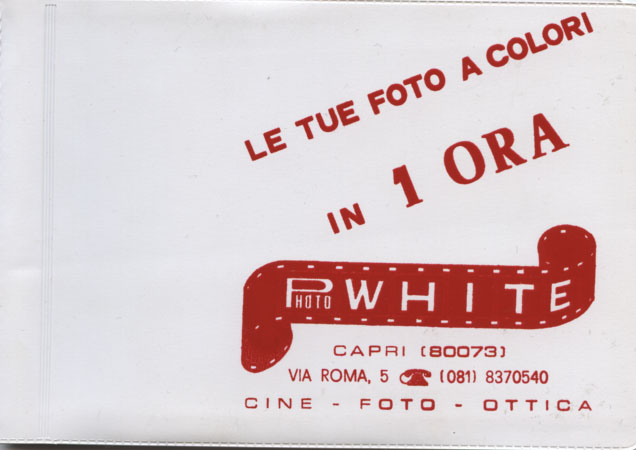 LE TUE FOTO A COLORI
IN 1 ORA
PHOTO WHITE
CAPRI (80073)
VIA ROMA, 5 (081) 8370540
CINE - FOTO - OTTICA